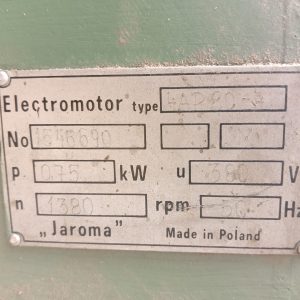 Electromotor type
No
p 0.75 kW u 380 V
n 1380 rpm 50 Hz
„Jaroma" Made in Poland